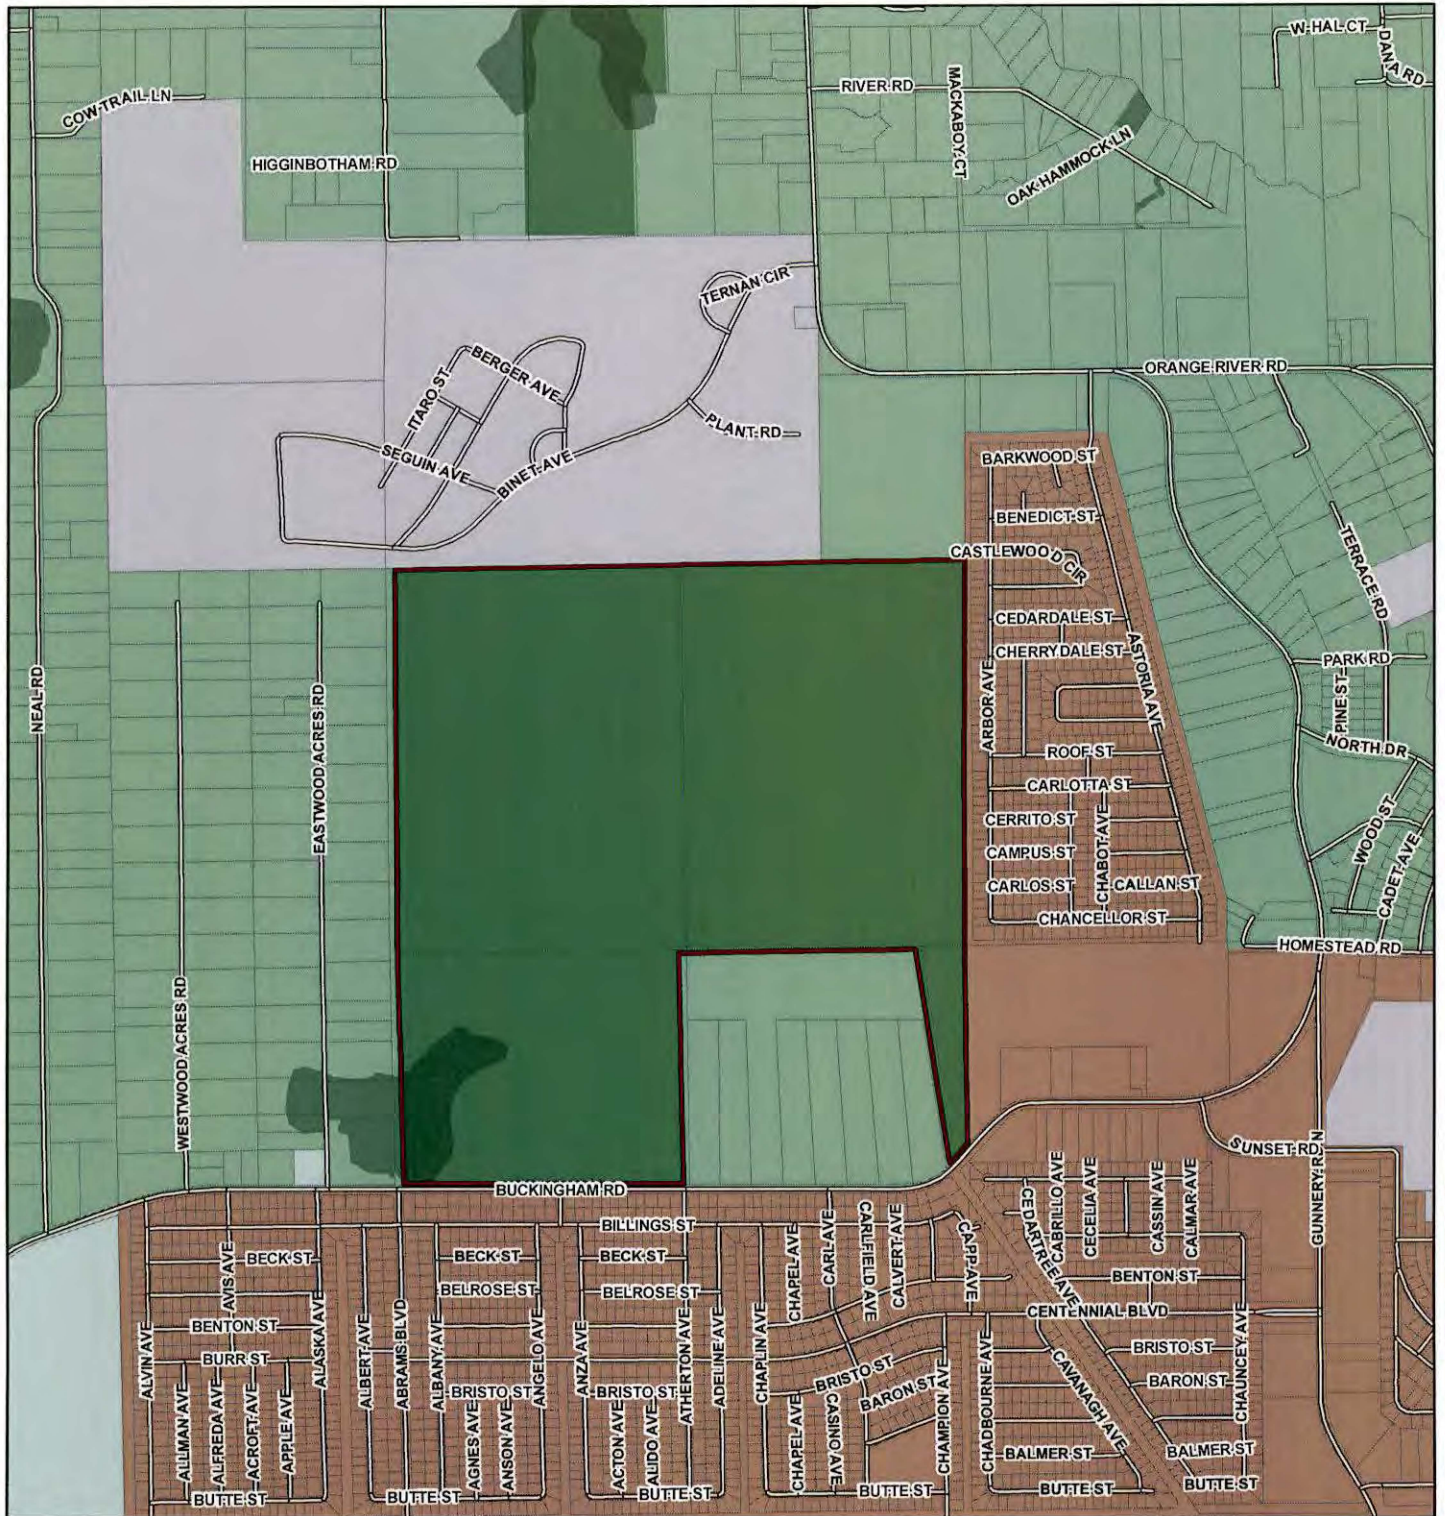 W HAL CT
DANA RD
RIVER RD
MACKABOY CT
COW TRAIL LN
HIGGINBOTHAM RD
OAK HAMMOCK LN
TERNAN CIR
BERGER AVE
ITARO ST
ORANGE RIVER RD
PLANT RD
SEGUIN AVE
BINET AVE
BARKWOOD ST
BENEDICT ST
CASTLEWOOD CIR
TERRACE RD
CEDARDALE ST
CHERRYDALE ST
ASTORIA AVE
ARBOR AVE
PARK RD
PINE ST
NORTH DR
NEAL RD
EASTWOOD ACRES RD
ROOF ST
CARLOTTA ST
CERRITO ST
CHABOT AVE
CAMPUS ST
CARLOS ST
CALLAN ST
CHANCELLOR ST
WOOD ST
CADET AVE
HOMESTEAD RD
WESTWOOD ACRES RD
SUNSET RD
GUNNERY RD N
BUCKINGHAM RD
BILLINGS ST
BECK ST
AVIS AVE
BECK ST
BECK ST
BELROSE ST
BELROSE ST
CHAPEL AVE
CARL AVE
CARLFIELD AVE
CALVERT AVE
CAPP AVE
CEDARTREE AVE
CABRILLO AVE
CECELIA AVE
CASSIN AVE
CALMAR AVE
BENTON ST
CENTENNIAL BLVD
BENTON ST
BURR ST
ALVIN AVE
ALASKA AVE
ALBERT AVE
ABRAMS BLVD
ALBANY AVE
ANGELO AVE
ANZA AVE
ATHERTON AVE
ADELINE AVE
CHAPLIN AVE
BRISTO ST
BRISTO ST
BRISTO ST
BRISTO ST
BARON ST
BARON ST
CHAUNCEY AVE
CAVANAGH AVE
CHADBOURNE AVE
CHAMPION AVE
ALLMAN AVE
ALFREDA AVE
ACROFT AVE
APPLE AVE
AGNES AVE
ANSON AVE
ACTON AVE
ALIDO AVE
CHAPEL AVE
CASINO AVE
BALMER ST
BALMER ST
BUTTE ST
BUTTE ST
BUTTE ST
BUTTE ST
BUTTE ST
BUTTE ST